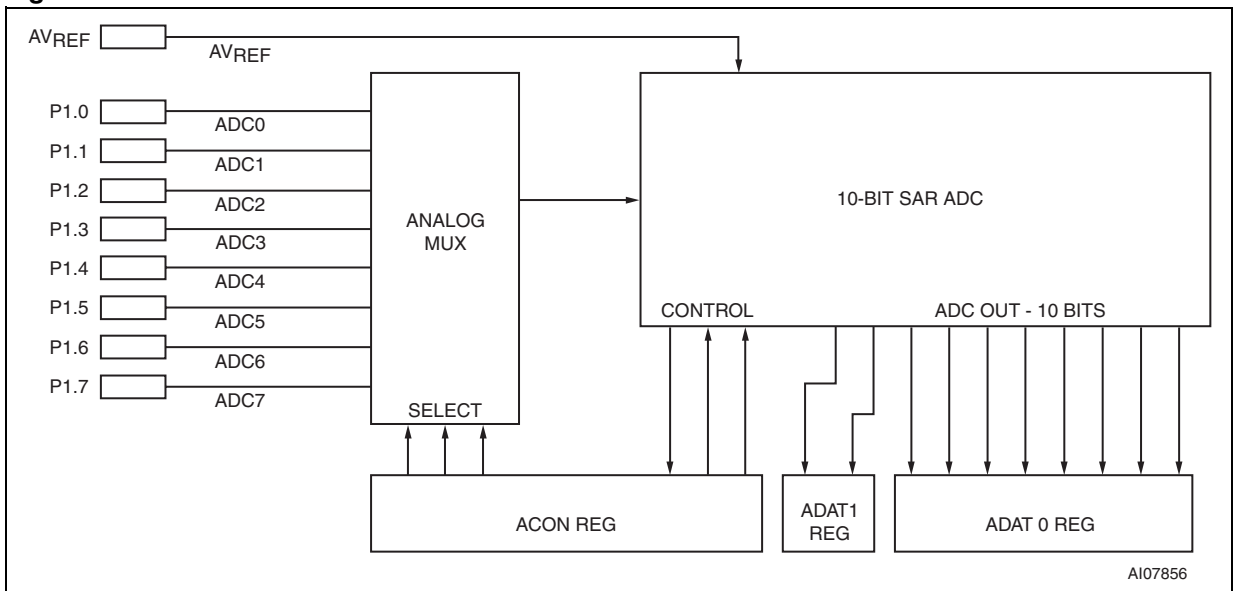 AVREF
AVREF
P1.0
ADC0
P1.1
ADC1
P1.2
ADC2
P1.3
ADC3
P1.4
ADC4
P1.5
ADC5
P1.6
ADC6
P1.7
ADC7
ANALOG
MUX
SELECT
10-BIT SAR ADC
CONTROL
ADC OUT - 10 BITS
ACON REG
ADAT1
REG
ADAT 0 REG
AI07856